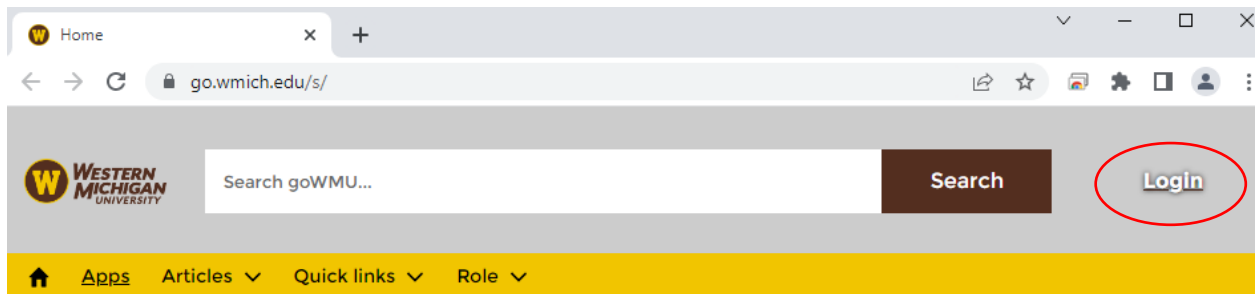 W Home
go.wmich.edu/s/
W WESTERN
MICHIGAN
UNIVERSITY
Search goWMU...
Search
Login
Apps Articles Quick links Role